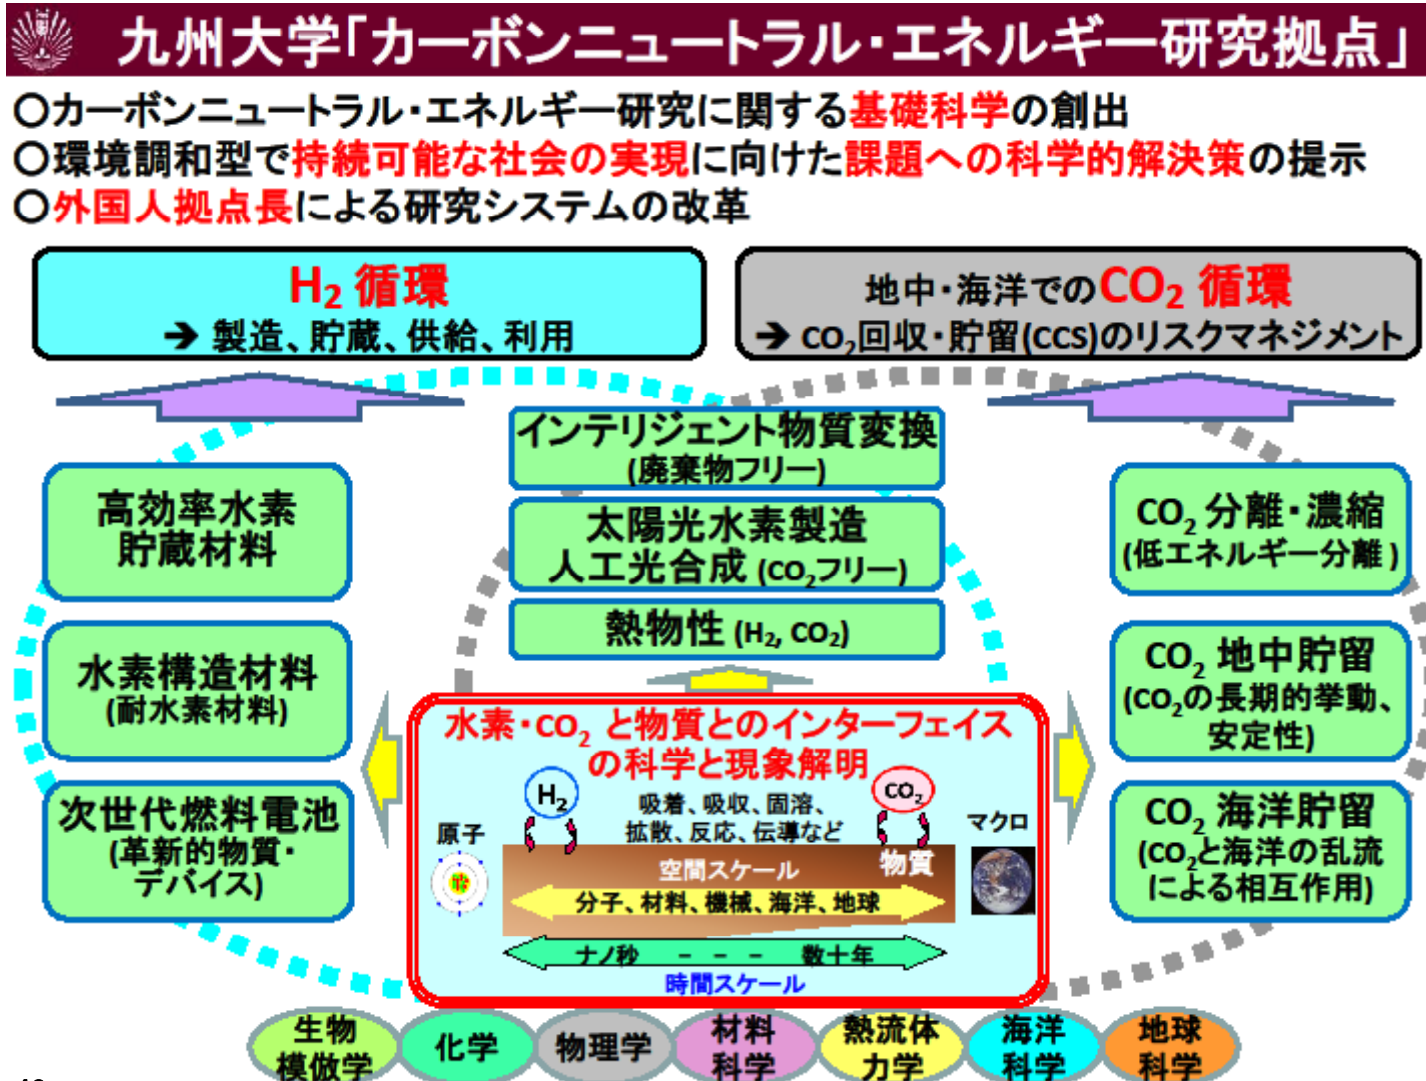 九州大学「カーボンニュートラル・エネルギー研究拠点」
〇カーボンニュートラル・エネルギー研究に関する基礎科学の創出
〇環境調和型で持続可能な社会の実現に向けた課題への科学的解決策の提示
〇外国人拠点長による研究システムの改革
H₂ 循環
➔ 製造、貯蔵、供給、利用
地中・海洋でのCO₂ 循環
➔ CO₂回収・貯留(CCS)のリスクマネジメント
インテリジェント物質変換
(廃棄物フリー)
太陽光水素製造
人工光合成 (CO₂フリー)
熱物性 (H₂, CO₂)
高効率水素
貯蔵材料
水素構造材料
(耐水素材料)
次世代燃料電池
(革新的物質・
デバイス)
CO₂ 分離・濃縮
(低エネルギー分離)
CO₂ 地中貯留
(CO₂の長期的挙動、
安定性)
CO₂ 海洋貯留
(CO₂と海洋の乱流
による相互作用)
水素・CO₂ と物質とのインターフェイス
の科学と現象解明
H₂
吸着、吸収、固溶、
拡散、反応、伝導など
CO₂
原子
マクロ
物質
空間スケール
分子、材料、機械、海洋、地球
ナノ秒 - - - 数十年
時間スケール
生物
模倣学
化学
物理学
材料
科学
熱流体
力学
海洋
科学
地球
科学